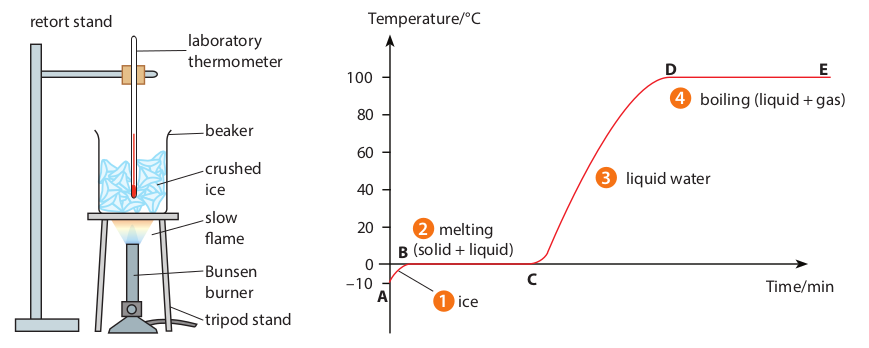 retort stand
laboratory
thermometer
beaker
crushed
ice
slow
flame
Bunsen
burner
tripod stand
Temperature/°C
100
80
60
40
20
0
–10
A
B
C
D
E
1 ice
2 melting
(solid + liquid)
3 liquid water
4 boiling (liquid + gas)
Time/min